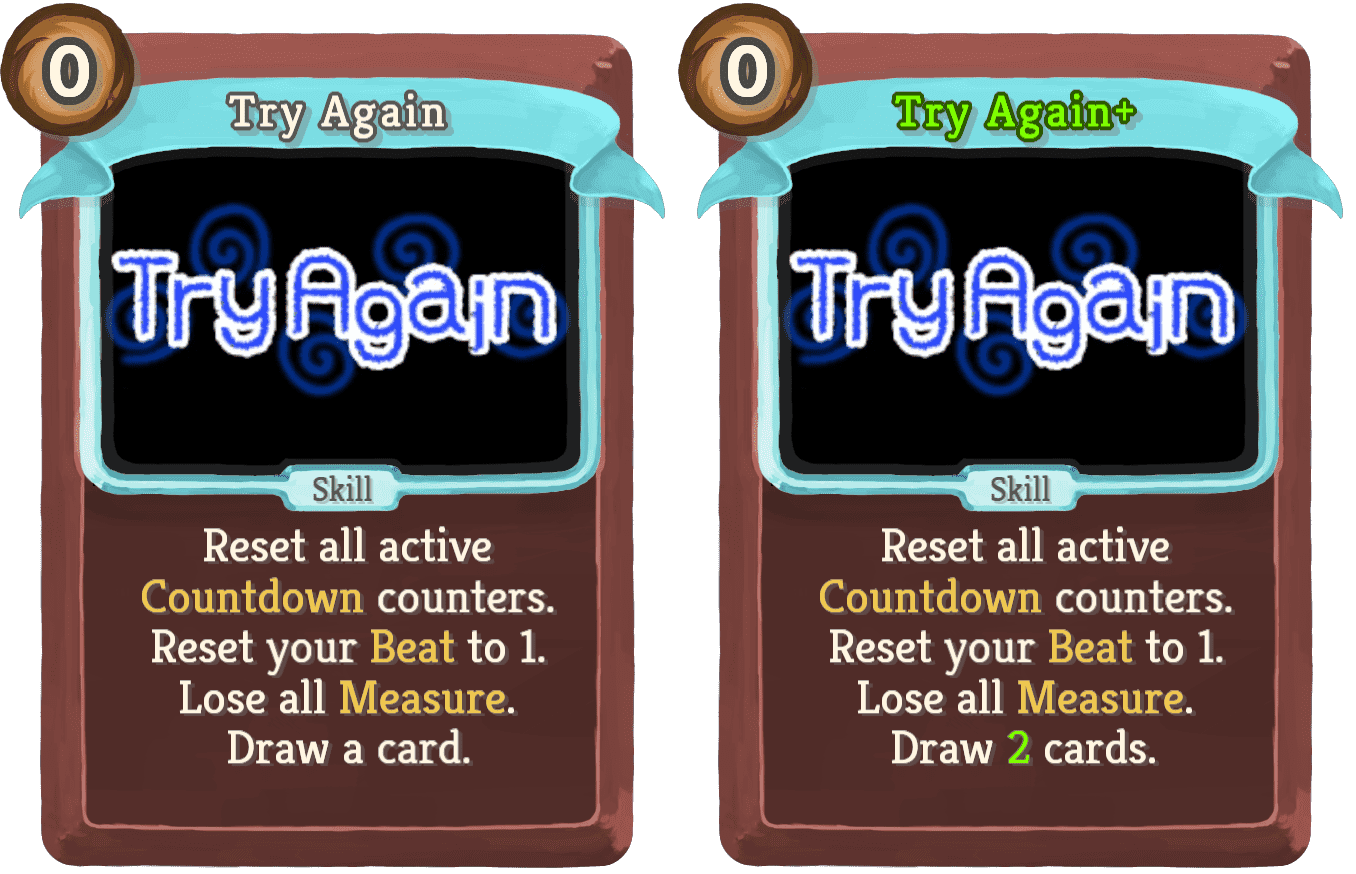 0
Try Again
Try Again
Skill
Reset all active
Countdown counters.
Reset your Beat to 1.
Lose all Measure.
Draw a card.
0
Try Again+
Try Again
Skill
Reset all active
Countdown counters.
Reset your Beat to 1.
Lose all Measure.
Draw 2 cards.